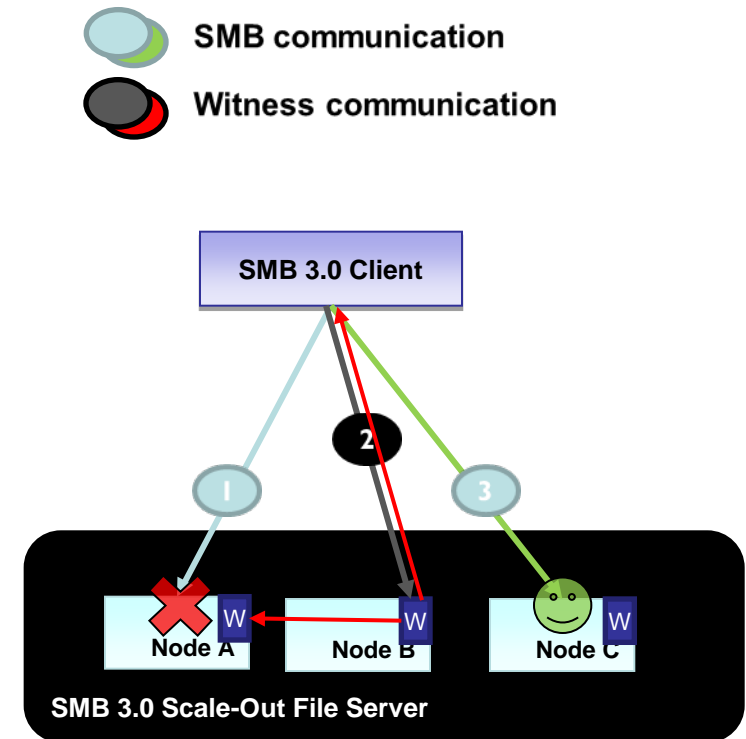 SMB communication
Witness communication
SMB 3.0 Client
2
1
3
W
W
W
Node A
Node B
Node C
SMB 3.0 Scale-Out File Server